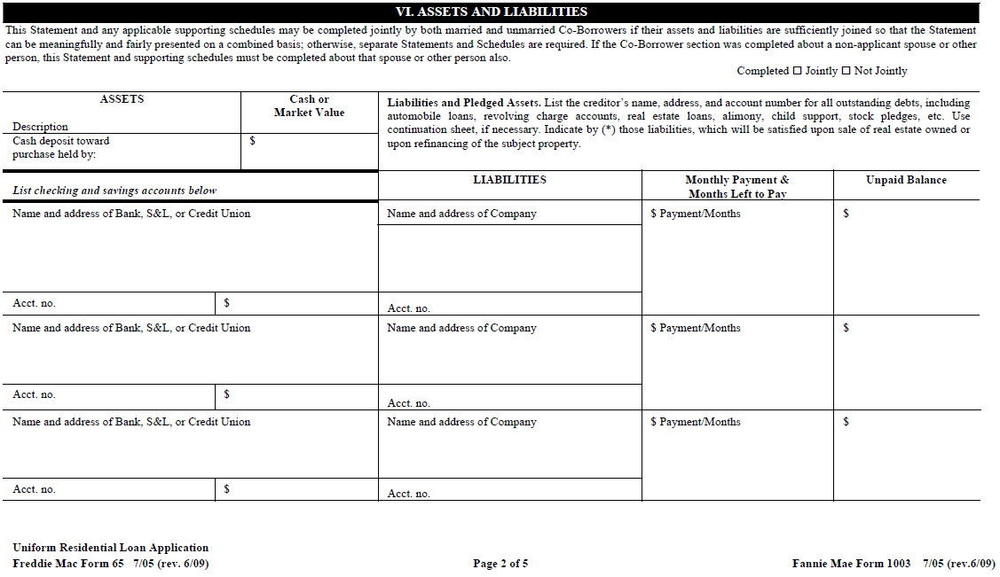 VI. ASSETS AND LIABILITIES
This Statement and any applicable supporting schedules may be completed jointly by both married and unmarried Co-Borrowers if their assets and liabilities are sufficiently joined so that the Statement
can be meaningfully and fairly presented on a combined basis; otherwise, separate Statements and Schedules are required. If the Co-Borrower section was completed about a non-applicant spouse or other
person, this Statement and supporting schedules must be completed about that spouse or other person also.
Completed ☐ Jointly ☐ Not Jointly
ASSETS
Description
Cash or
Market Value
Cash deposit toward
purchase held by:
$
Liabilities and Pledged Assets. List the creditor's name, address, and account number for all outstanding debts, including
automobile loans, revolving charge accounts, real estate loans, alimony, child support, stock pledges, etc. Use
continuation sheet, if necessary. Indicate by (*) those liabilities, which will be satisfied upon sale of real estate owned or
upon refinancing of the subject property.
List checking and savings accounts below
LIABILITIES
Monthly Payment &
Months Left to Pay
Unpaid Balance
Name and address of Bank, S&L, or Credit Union
Name and address of Company
$ Payment/Months
$
Acct. no.
$
Acct. no.
Name and address of Bank, S&L, or Credit Union
Name and address of Company
$ Payment/Months
$
Acct. no.
$
Acct. no.
Name and address of Bank, S&L, or Credit Union
Name and address of Company
$ Payment/Months
$
Acct. no.
$
Acct. no.
Uniform Residential Loan Application
Freddie Mac Form 65 7/05 (rev. 6/09)
Page 2 of 5
Fannie Mae Form 1003 7/05 (rev.6/09)